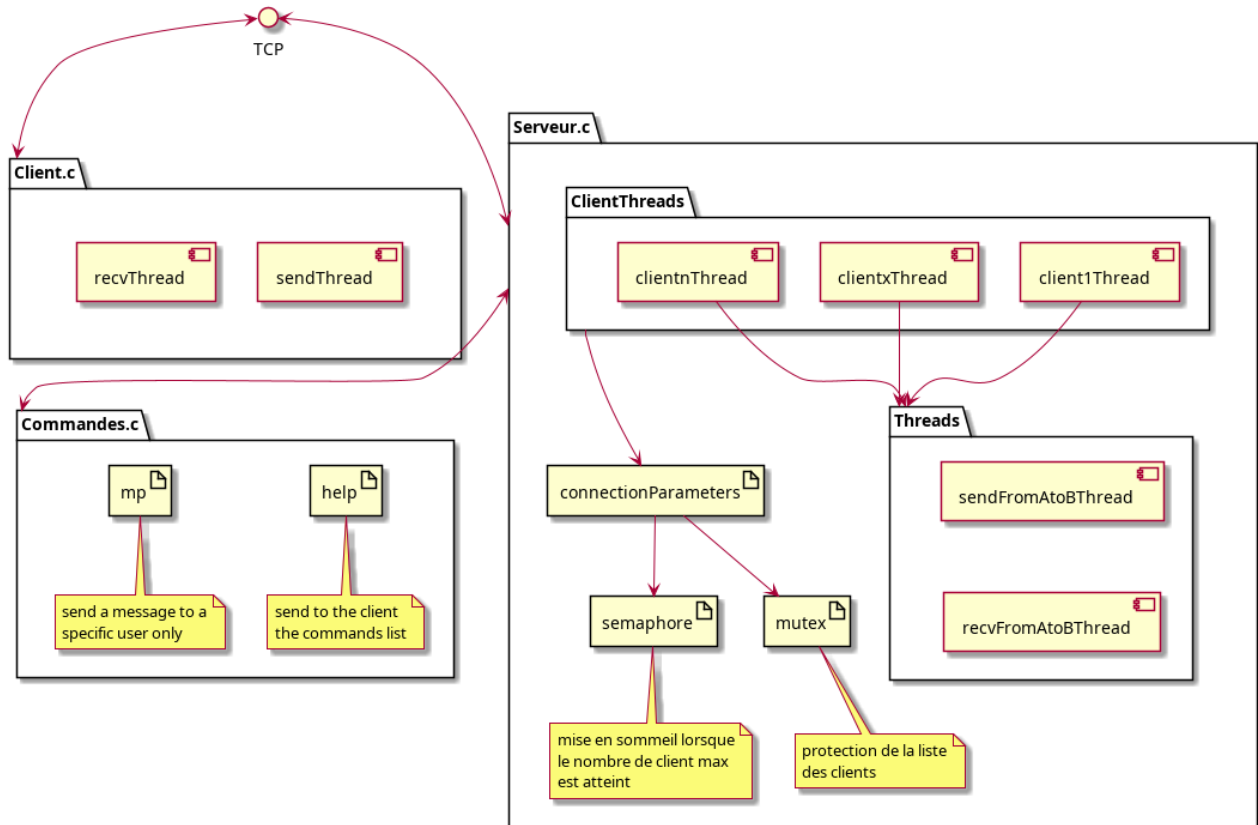 TCP
Serveur.c
Client.c
ClientThreads
recvThread
sendThread
clientnThread
clientxThread
client1Thread
Commandes.c
Threads
mp
help
connectionParameters
sendFromAtoBThread
send a message to a
specific user only
send to the client
the commands list
semaphore
mutex
recvFromAtoBThread
mise en sommeil lorsque
le nombre de client max
est atteint
protection de la liste
des clients